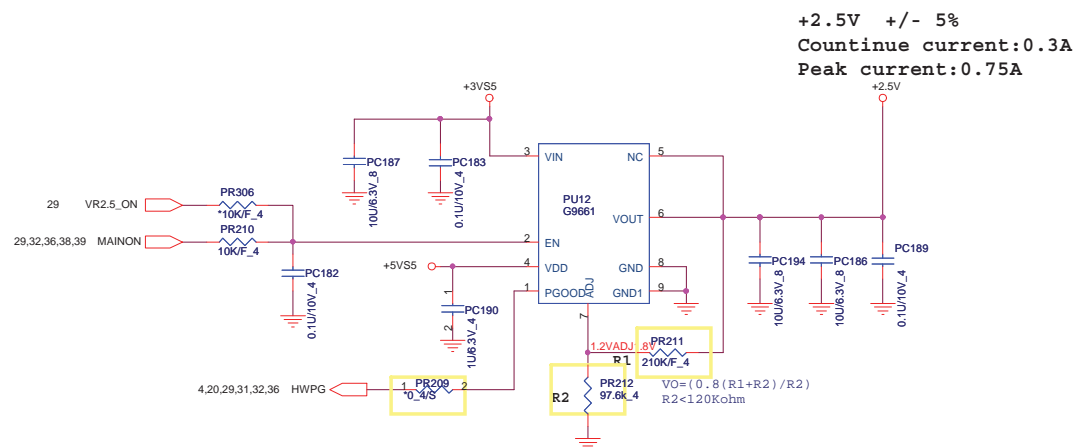 +2.5V +/- 5%
Countinue current:0.3A
Peak current:0.75A
+2.5V
+3VS5
PC187
10U/6.3V_8
PC183
0.1U/10V_4
3
VIN
NC
5
PU12
G9661
VOUT
6
29
VR2.5_ON
PR306
*10K/F_4
29,32,36,38,39
MAINON
PR210
10K/F_4
2
EN
PC182
0.1U/10V_4
+5VS5
4
VDD
GND
8
1
PGOOD
GND1
9
ADJ
7
1
PC190
2
1U/6.3V_4
PC194
10U/6.3V_8
PC186
10U/6.3V_8
PC189
0.1U/10V_4
1.2VADJ1.8V
R1
PR211
210K/F_4
4,20,29,31,32,36
HWPG
1
PR209
2
*0_4/S
R2
PR212
97.6k_4
VO=(0.8(R1+R2)/R2)
R2<120Kohm